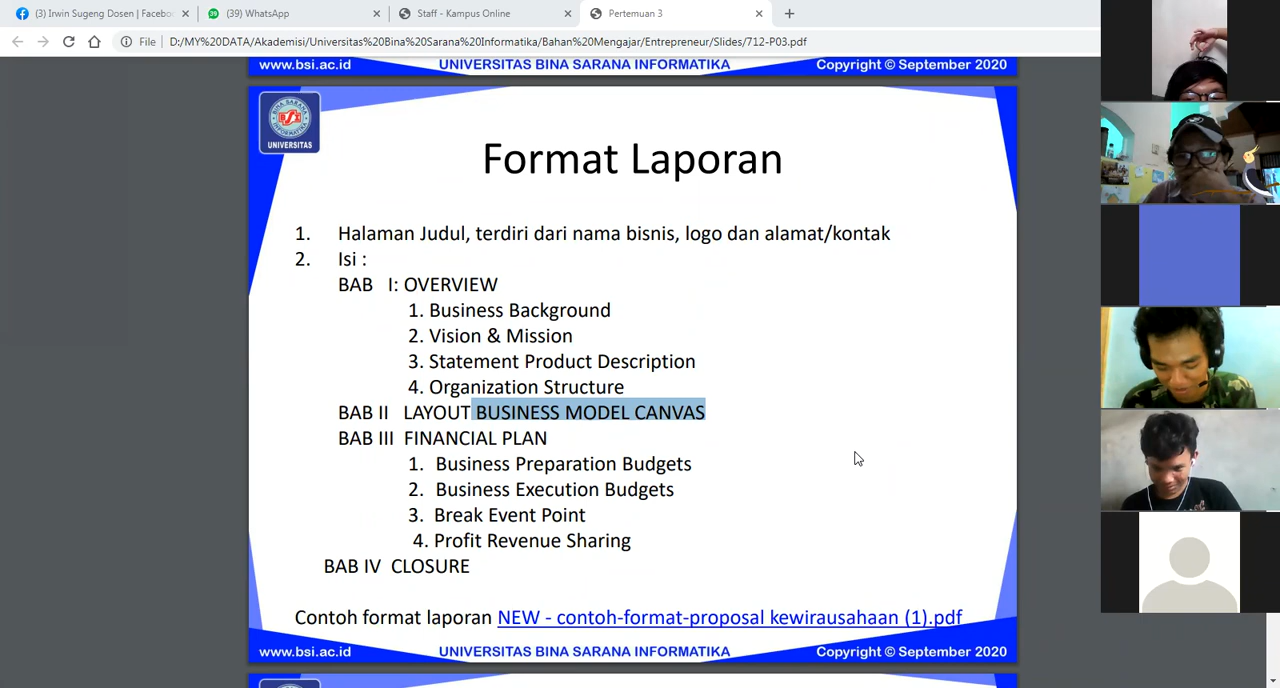 (3) Irwin Sugeng Dosen | Faceboo
(39) WhatsApp
Staff - Kampus Online
Pertemuan 3
File
D:/MY%20DATA/Akademisi/Universitas%20Bina%20Sarana%20Informatika/Bahan%20Mengajar/Entrepreneur/Slides/712-P03.pdf
www.bsi.ac.id UNIVERSITAS BINA SARANA INFORMATIKA Copyright © September 2020
BSI
UNIVERSITAS
Format Laporan
1. Halaman Judul, terdiri dari nama bisnis, logo dan alamat/kontak
2. Isi :
BAB I: OVERVIEW
1. Business Background
2. Vision & Mission
3. Statement Product Description
4. Organization Structure
BAB II LAYOUT BUSINESS MODEL CANVAS
BAB III FINANCIAL PLAN
1. Business Preparation Budgets
2. Business Execution Budgets
3. Break Event Point
4. Profit Revenue Sharing
BAB IV CLOSURE
Contoh format laporan NEW - contoh-format-proposal kewirausahaan (1).pdf
www.bsi.ac.id UNIVERSITAS BINA SARANA INFORMATIKA Copyright © September 2020